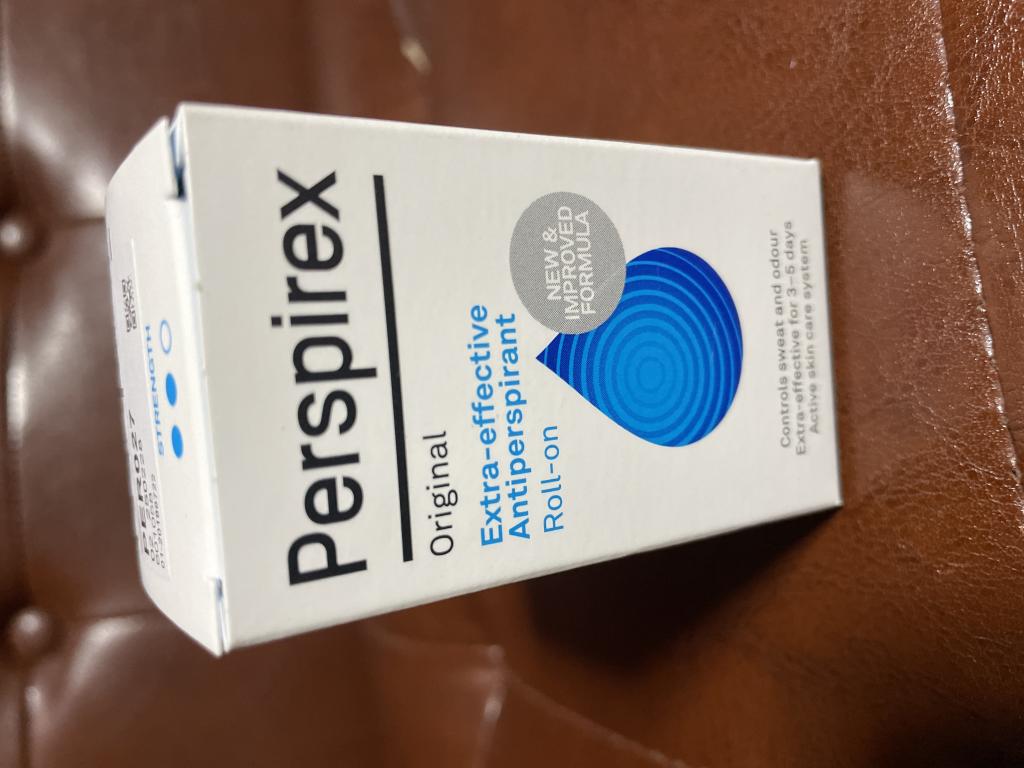 Perspirex
Original
Extra-effective
Antiperspirant
Roll-on
NEW &
IMPROVED
FORMULA
Controls sweat and odour
Extra-effective for 3–5 days
Active skin care system
STRENGTH
PER027